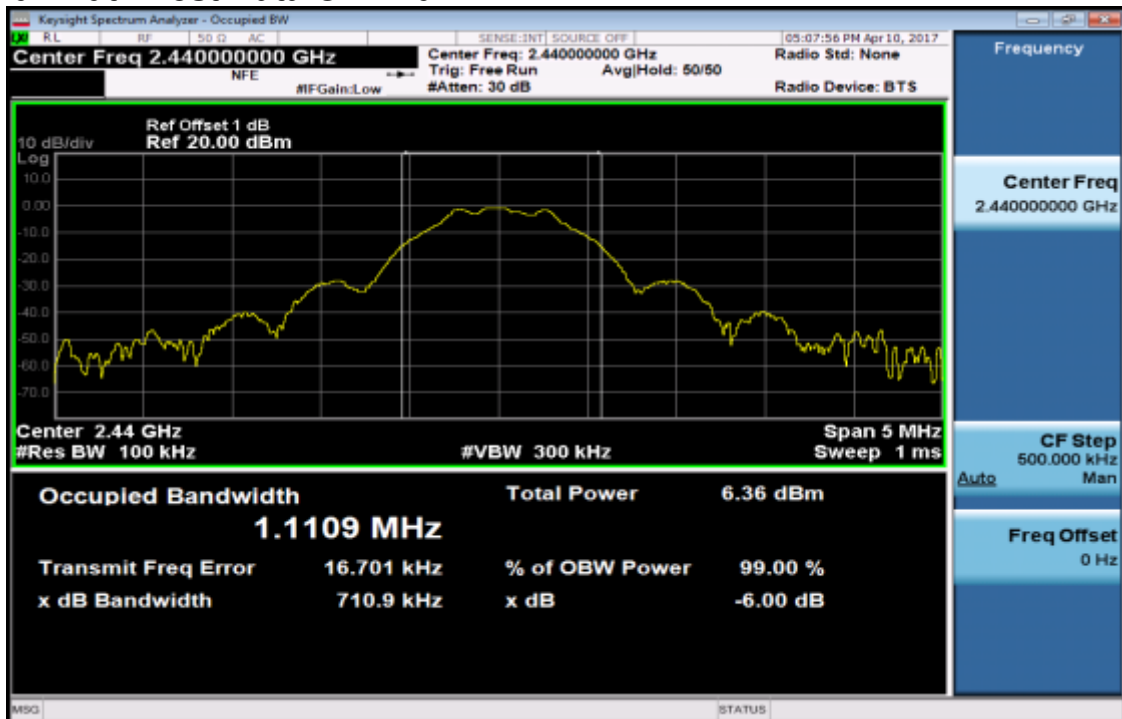 Keysight Spectrum Analyzer - Occupied BW
RL RF 50 Ω AC SENSE:INT SOURCE OFF 05:07:56 PM Apr 10, 2017
Center Freq 2.440000000 GHz Center Freq: 2.440000000 GHz Radio Std: None Frequency
NFE Trig: Free Run Avg|Hold: 50/50
#IFGain:Low #Atten: 30 dB Radio Device: BTS
Ref Offset 1 dB
10 dB/div Ref 20.00 dBm
Log
10.0
0.00
-10.0
-20.0
-30.0
-40.0
-50.0
-60.0
-70.0
Center 2.44 GHz Span 5 MHz
#Res BW 100 kHz #VBW 300 kHz Sweep 1 ms
Occupied Bandwidth Total Power 6.36 dBm
1.1109 MHz
Transmit Freq Error 16.701 kHz % of OBW Power 99.00 %
x dB Bandwidth 710.9 kHz x dB -6.00 dB
Center Freq
2.440000000 GHz
CF Step
500.000 kHz
Auto Man
Freq Offset
0 Hz
MSG STATUS